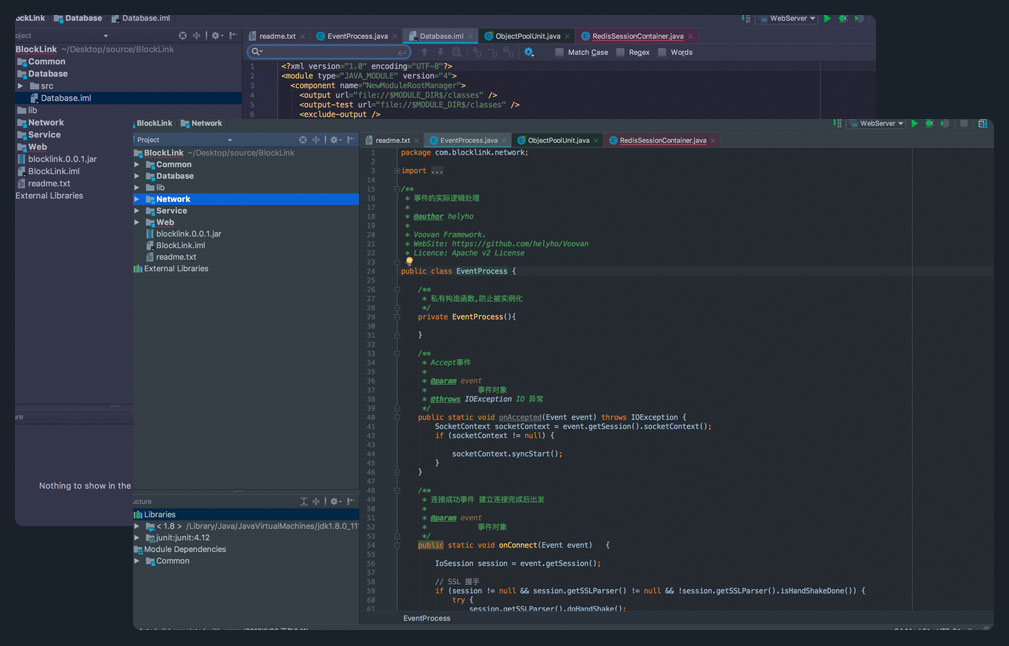 BlockLink Database Database.iml WebServer
readme.txt EventProcess.java Database.iml ObjectPoolUnit.java RedisSessionContainer.java
BlockLink ~/Desktop/source/BlockLink
Common
Database
src
Database.iml
lib
Network
Service
Web
blocklink.0.0.1.jar
BlockLink.iml
readme.txt
External Libraries
Match Case Regex Words
1 <?xml version="1.0" encoding="UTF-8"?>
2 <module type="JAVA_MODULE" version="4">
3 <component name="NewModuleRootManager">
4 <output url="file://$MODULE_DIR$/classes" />
5 <output-test url="file://$MODULE_DIR$/classes" />
6 <exclude-output />
Nothing to show in the
BlockLink Network WebServer
Project
readme.txt EventProcess.java ObjectPoolUnit.java RedisSessionContainer.java
BlockLink ~/Desktop/source/BlockLink
Common
Database
lib
Network
Service
Web
blocklink.0.0.1.jar
BlockLink.iml
readme.txt
External Libraries
Libraries
< 1.8 > /Library/Java/JavaVirtualMachines/jdk1.8.0_11
junit:junit:4.12
Module Dependencies
Common
1 package com.blocklink.network;
2
3 import ...
14
15 /**
16 * 事件的实际逻辑处理
17 *
18 * @author helyho
19 *
20 * Voovan Framework.
21 * WebSite: https://github.com/helyho/Voovan
22 * Licence: Apache v2 License
23
24 public class EventProcess {
25
26 /**
27 * 私有构造函数,防止被实例化
28 */
29 private EventProcess(){
30
31 }
32
33 /**
34 * Accept事件
35 *
36 * @param event
37 * 事件对象
38 * @throws IOException IO 异常
39 */
40 public static void onAccepted(Event event) throws IOException {
41 SocketContext socketContext = event.getSession().socketContext();
42 if (socketContext != null) {
43
44 socketContext.syncStart();
45 }
46 }
47
48 /**
49 * 连接成功事件 建立连接完成后出发
50 *
51 * @param event
52 * 事件对象
53 */
54 public static void onConnect(Event event) {
55
56 IoSession session = event.getSession();
57
58 // SSL 握手
59 if (session != null && session.getSSLParser() != null && !session.getSSLParser().isHandShakeDone()) {
60 try {
61 session.getSSLParser().doHandShake();
EventProcess